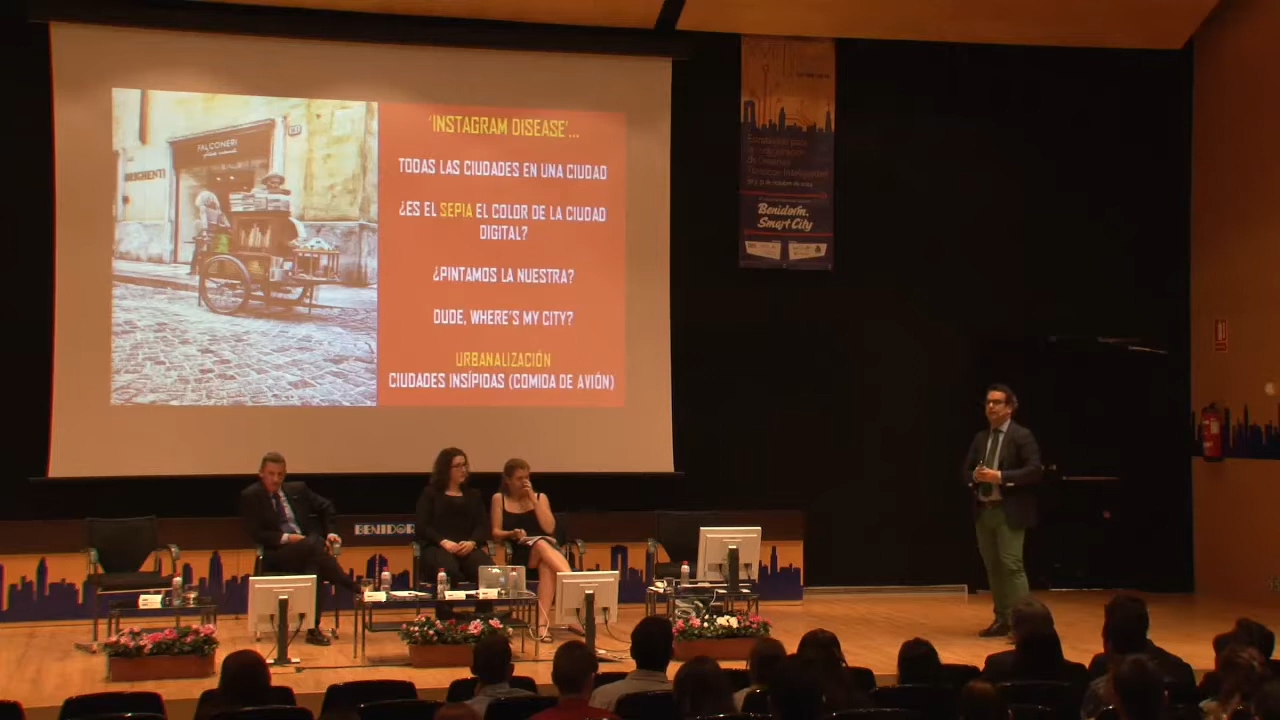 'INSTAGRAM DISEASE'...
TODAS LAS CIUDADES EN UNA CIUDAD
¿ES EL SEPIA EL COLOR DE LA CIUDAD
DIGITAL?
¿PINTAMOS LA NUESTRA?
DUDE, WHERE'S MY CITY?
URBANALIZACIÓN
CIUDADES INSÍPIDAS (COMIDA DE AVIÓN)
FALCONERI
Benidorm,
Smart City
BENIDOR